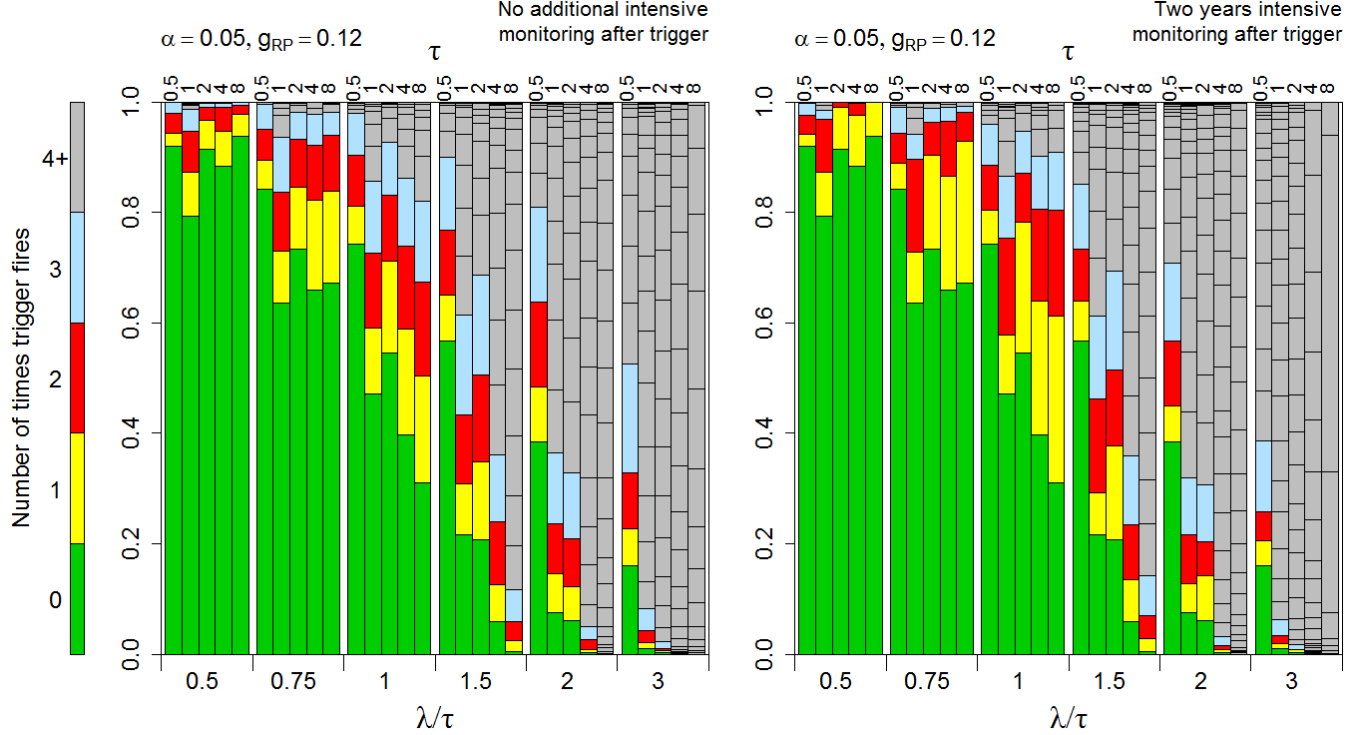 No additional intensive
monitoring after trigger
α = 0.05, gRP = 0.12
τ
0.5 1 2 4 8 0.5 1 2 4 8 0.5 1 2 4 8 0.5 1 2 4 8 0.5 1 2 4 8 0.5 1 2 4 8
Number of times trigger fires
4+
3
2
1
0
1.0
0.8
0.6
0.4
0.2
0.0
0.5 0.75 1 1.5 2 3
λ/τ
Two years intensive
monitoring after trigger
α = 0.05, gRP = 0.12
τ
0.5 1 2 4 8 0.5 1 2 4 8 0.5 1 2 4 8 0.5 1 2 4 8 0.5 1 2 4 8 0.5 1 2 4 8
1.0
0.8
0.6
0.4
0.2
0.0
0.5 0.75 1 1.5 2 3
λ/τ